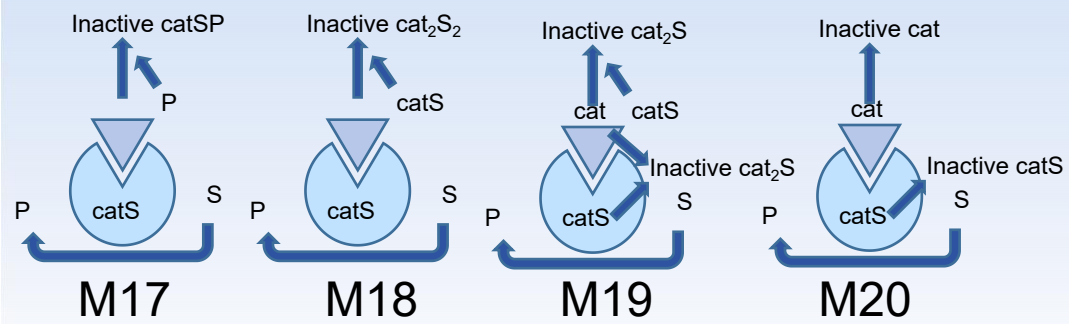 Inactive catSP
P
catS
P
S
M17
Inactive cat₂S₂
catS
catS
P
S
M18
Inactive cat₂S
cat
catS
Inactive cat₂S
catS
P
S
M19
Inactive cat
cat
Inactive catS
catS
P
S
M20